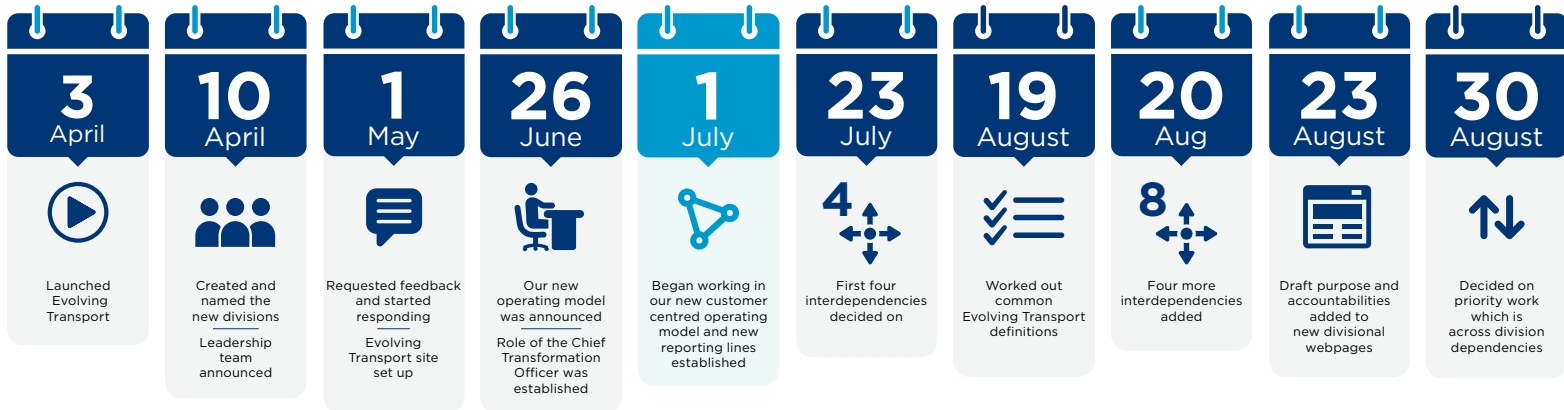 3
April
Launched
Evolving
Transport
10
April
Created and
named the
new divisions
Leadership
team
announced
1
May
Requested feedback
and started
responding
Evolving
Transport site
set up
26
June
Our new
operating model
was announced
Role of the Chief
Transformation
Officer was
established
1
July
Began working in
our new customer
centred operating
model and new
reporting lines
established
23
July
4
First four
interdependencies
decided on
19
August
Worked out
common
Evolving Transport
definitions
20
Aug
8
Four more
interdependencies
added
23
August
Draft purpose and
accountabilities
added to
new divisional
webpages
30
August
Decided on
priority work
which is
across division
dependencies